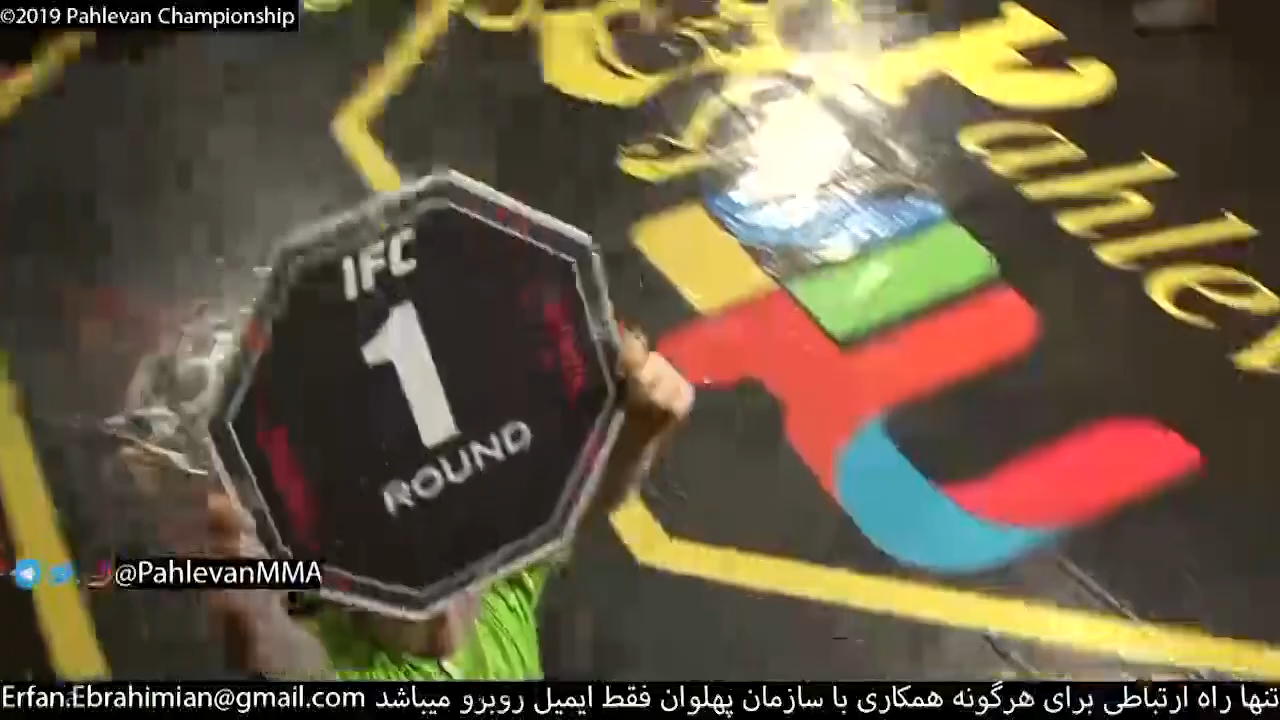 ©2019 Pahlevan Championship
Pahlev
IFC
1
ROUND
@PahlevanMMA
تنها راه ارتباطی برای هرگونه همکاری با سازمان پهلوان فقط ایمیل روبرو میباشد Erfan.Ebrahimian@gmail.com